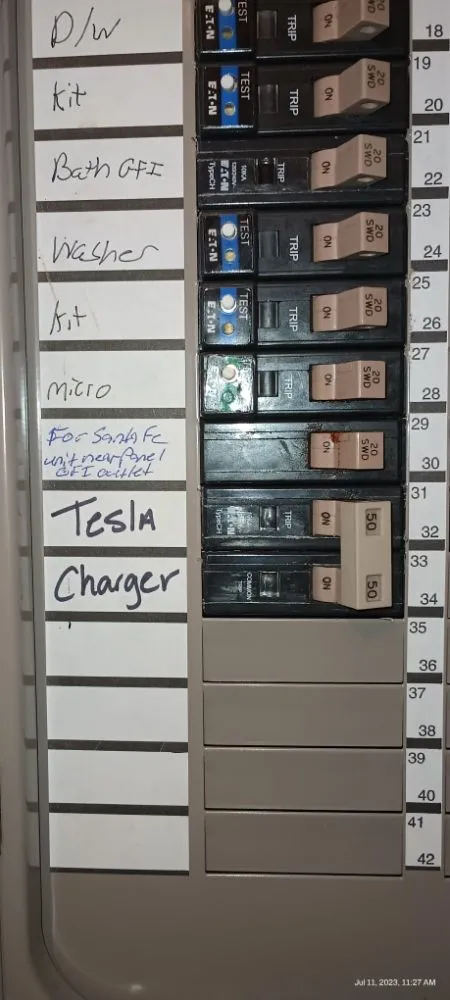 D/W
E·T·N
TEST
TRIP
ON
20
SWD
18
Kit
E·T·N
TEST
TRIP
ON
20
SWD
19
20
Bath GFI
E·T·N
TRIP
ON
20
SWD
21
22
Washer
E·T·N
TEST
TRIP
ON
20
SWD
23
24
Kit
E·T·N
TEST
TRIP
ON
20
SWD
25
26
micro
TRIP
ON
20
SWD
27
28
For Santa Fe
unit near Panel
GFI outlet
ON
20
SWD
29
30
Tesla
TRIP
ON
50
31
32
Charger
COMMON
TRIP
ON
50
33
34
35
36
37
38
39
40
41
42
Jul 11, 2023, 11:27 AM